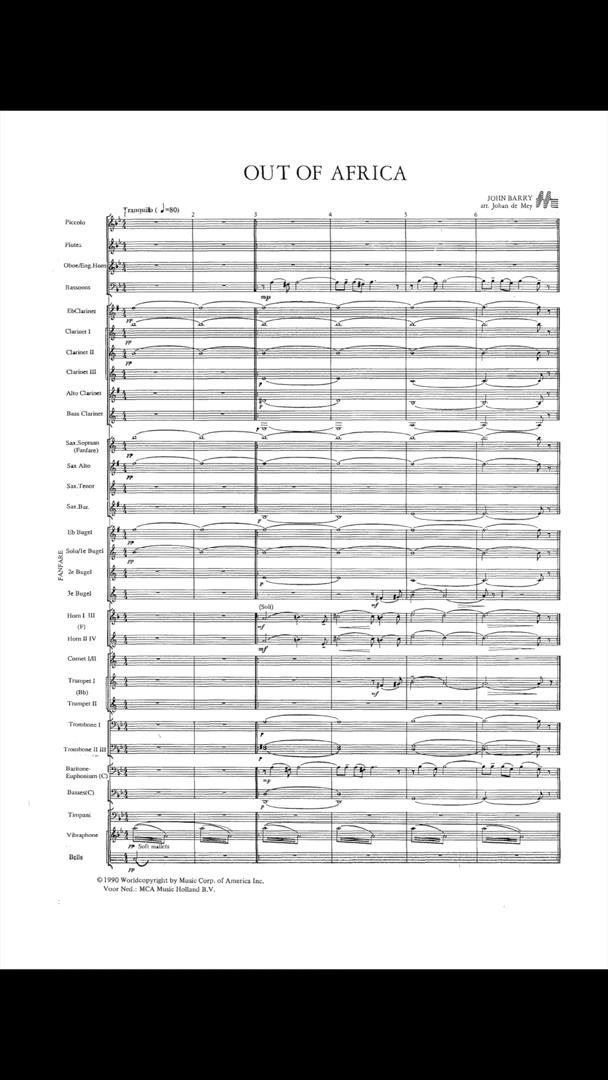 OUT OF AFRICA
JOHN BARRY
arr. Johan de Mey
Tranquillo (♩=80)
2
3
4
5
6
Piccolo
Flutes
Oboe/Eng.Horn
Bassoons
mp
EbClarinet
pp
Clarinet I
pp
Clarinet II
pp
Clarinet III
p
Alto Clarinet
p
Bass Clarinet
p
Sax.Sopraan
(Fanfare)
pp
Sax Alto
pp
Sax.Tenor
Sax.Bar.
p
FANFARE
Eb Bugel
pp
Solo/1e Bugel
pp
2e Bugel
p
3e Bugel
mf
(Soli)
Horn I III
(F)
mf
Horn II IV
mf
Cornet I/II
Trumpet I
(Bb)
mf
Trumpet II
Trombone I
p
Trombone II III
p
Baritone-
Euphonium (C)
mp
Basses(C)
p
Timpani
Vibraphone
pp Soft mallets
Bells
pp
© 1990 Worldcopyright by Music Corp. of America Inc.
Voor Ned.: MCA Music Holland B.V.